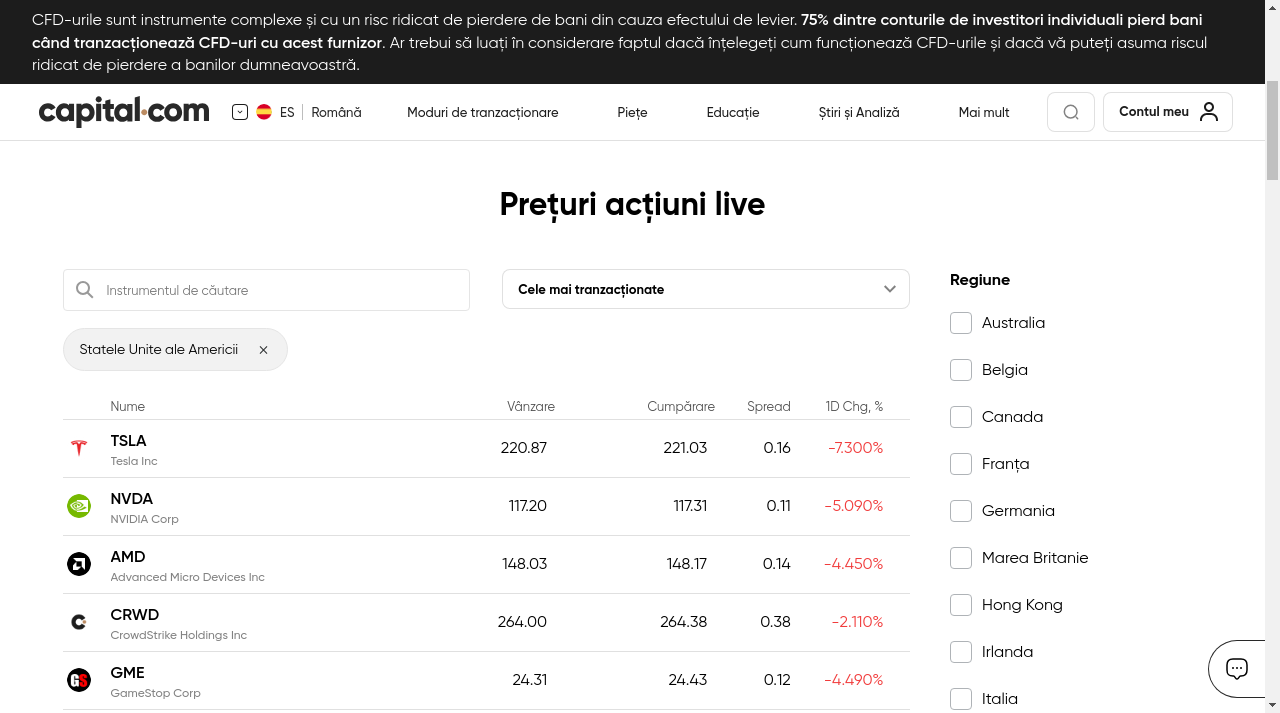 CFD-urile sunt instrumente complexe și cu un risc ridicat de pierdere de bani din cauza efectului de levier. 75% dintre conturile de investitori individuali pierd bani
când tranzacționează CFD-uri cu acest furnizor. Ar trebui să luați în considerare faptul dacă înțelegeți cum funcționează CFD-urile și dacă vă puteți asuma riscul
ridicat de pierdere a banilor dumneavoastră.
capital.com ES Română Moduri de tranzacționare Piețe Educație Știri și Analiză Mai mult Contul meu
Prețuri acțiuni live
Instrumentul de căutare
Cele mai tranzacționate
Statele Unite ale Americii
Nume Vânzare Cumpărare Spread 1D Chg, %
TSLA 220.87 221.03 0.16 -7.300%
Tesla Inc
NVDA 117.20 117.31 0.11 -5.090%
NVIDIA Corp
AMD 148.03 148.17 0.14 -4.450%
Advanced Micro Devices Inc
CRWD 264.00 264.38 0.38 -2.110%
CrowdStrike Holdings Inc
GME 24.31 24.43 0.12 -4.490%
GameStop Corp
Regiune
Australia
Belgia
Canada
Franța
Germania
Marea Britanie
Hong Kong
Irlanda
Italia